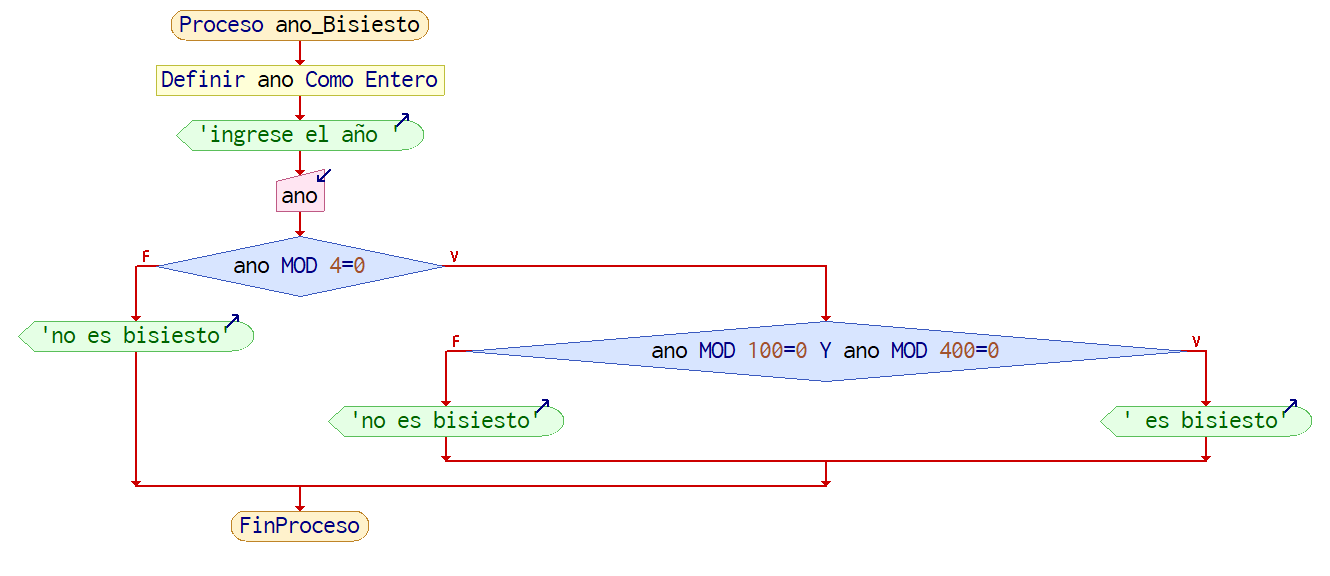 Proceso ano_Bisiesto
Definir ano Como Entero
'ingrese el año '
ano
F
ano MOD 4=0
V
'no es bisiesto'
F
ano MOD 100=0 Y ano MOD 400=0
V
'no es bisiesto'
' es bisiesto'
FinProceso